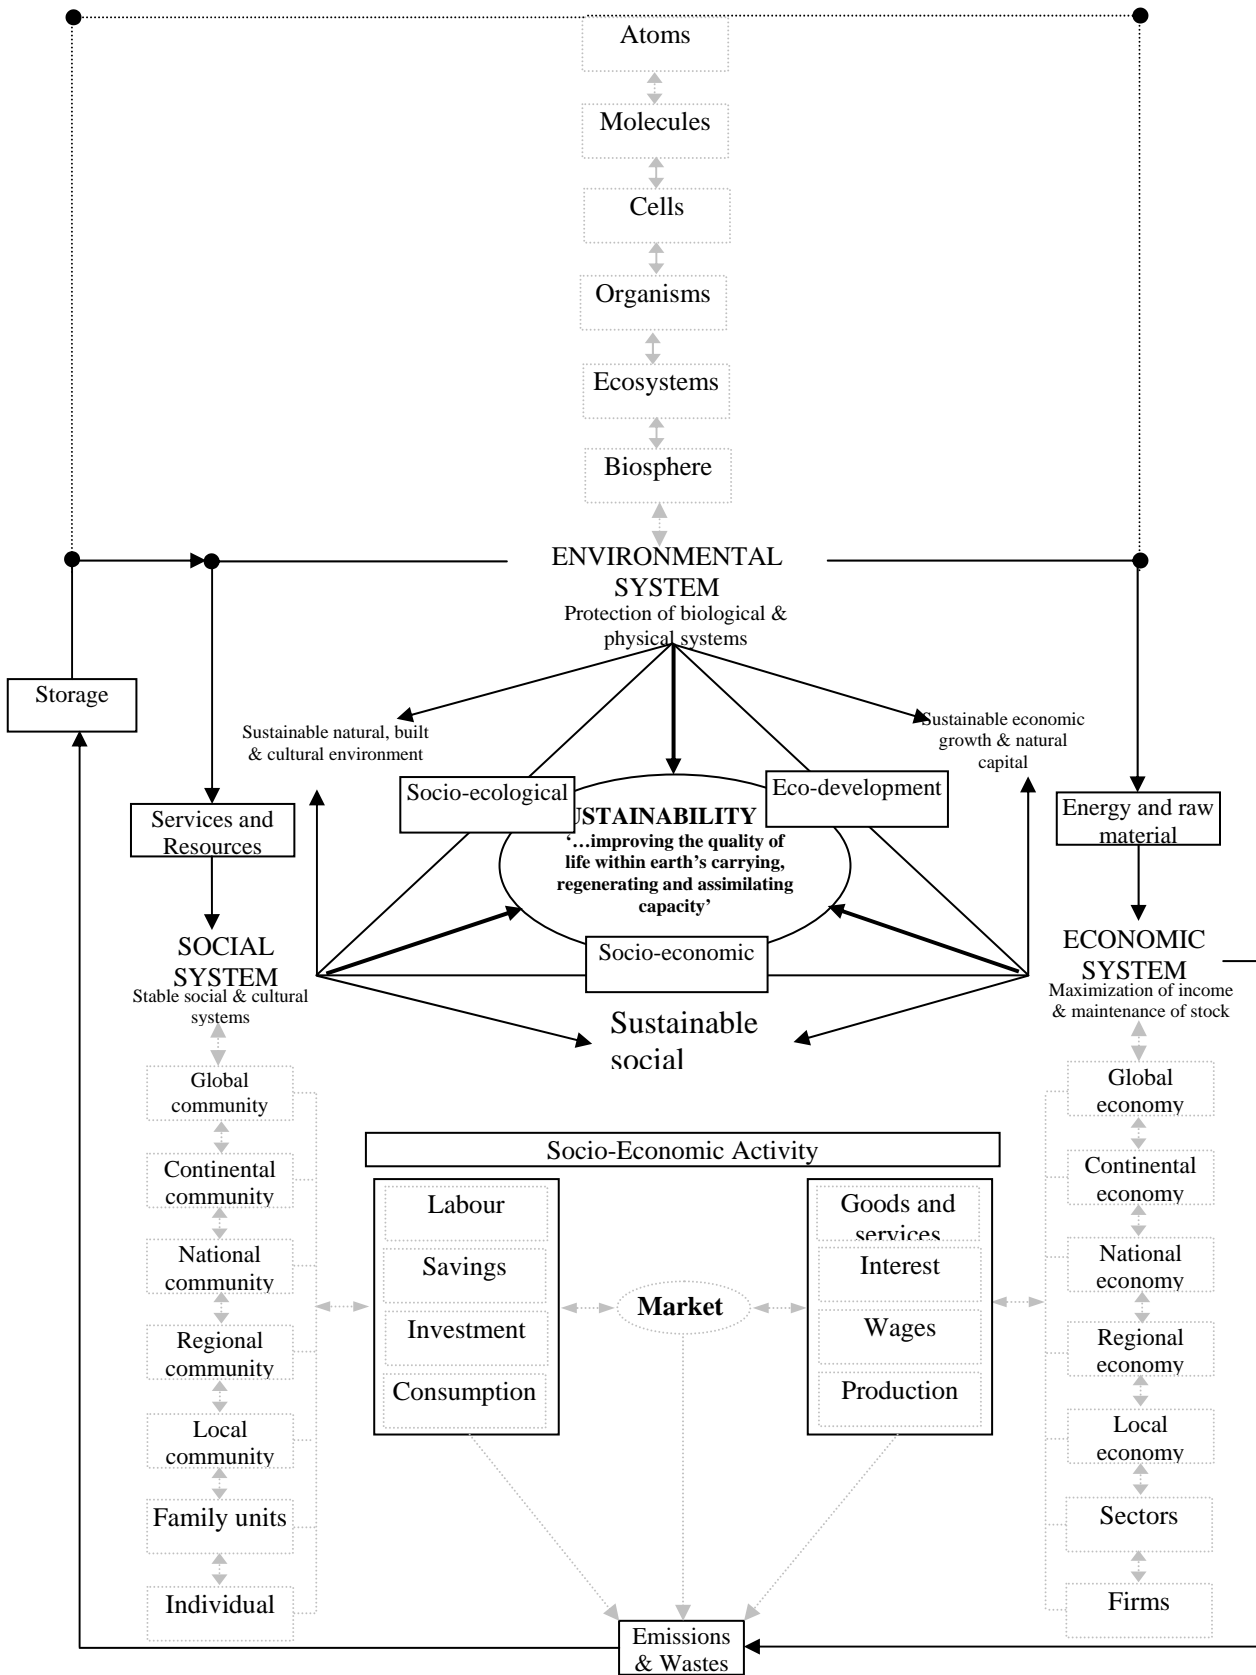 Atoms
Molecules
Cells
Organisms
Ecosystems
Biosphere
ENVIRONMENTAL
SYSTEM
Protection of biological &
physical systems
Storage
Sustainable natural, built
& cultural environment
Sustainable economic
growth & natural
capital
Socio-ecological
Eco-development
Services and
Resources
Energy and raw
material
USTAINABILITY
‘…improving the quality of
life within earth’s carrying,
regenerating and assimilating
capacity’
Socio-economic
SOCIAL
SYSTEM
Stable social & cultural
systems
ECONOMIC
SYSTEM
Maximization of income
& maintenance of stock
Sustainable
social
Global
community
Continental
community
National
community
Regional
community
Local
community
Family units
Individual
Socio-Economic Activity
Labour
Savings
Investment
Consumption
Market
Goods and
services
Interest
Wages
Production
Global
economy
Continental
economy
National
economy
Regional
economy
Local
economy
Sectors
Firms
Emissions
& Wastes